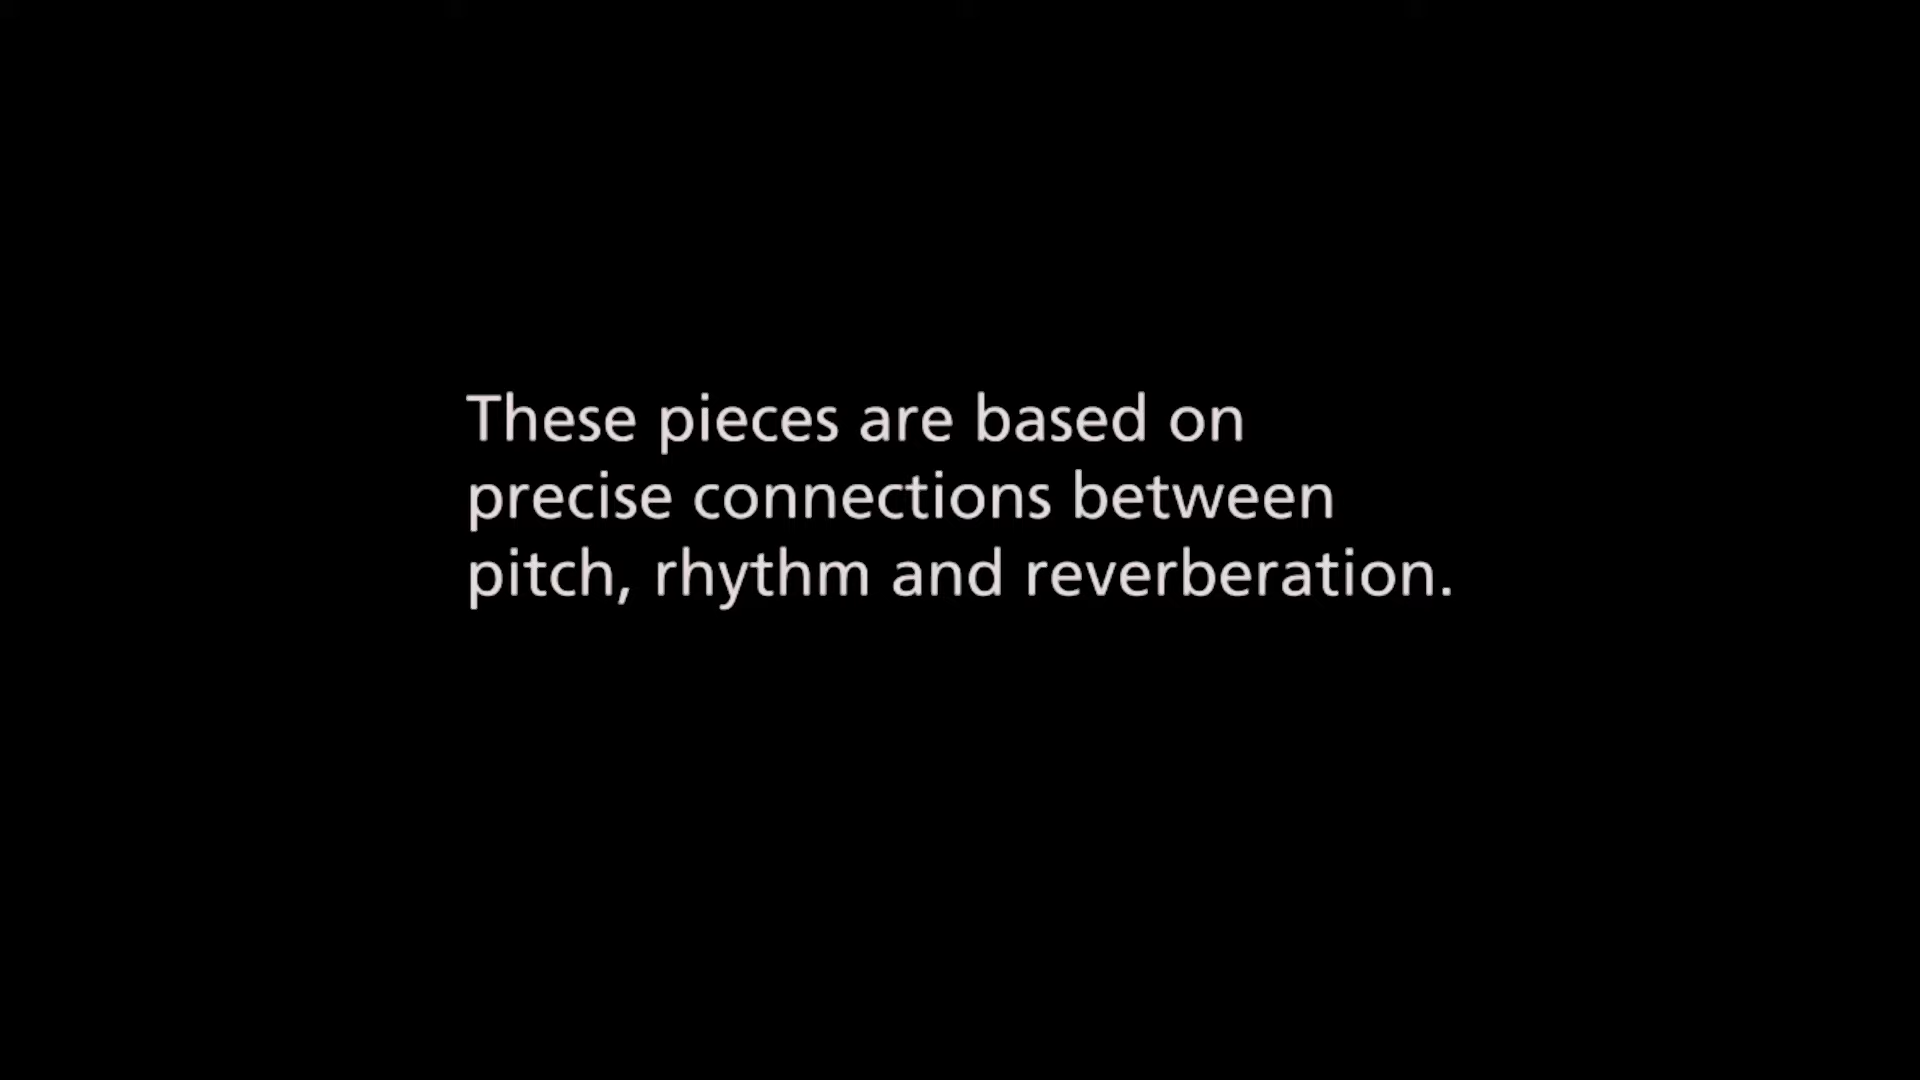 These pieces are based on
precise connections between
pitch, rhythm and reverberation.